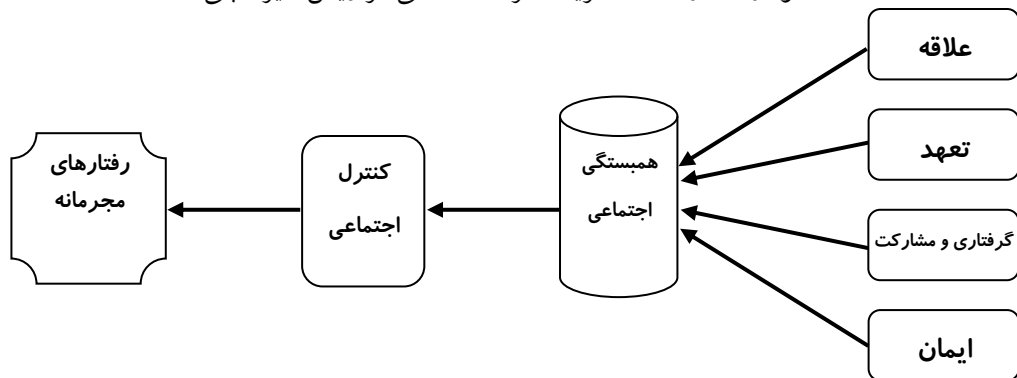 علاقه
تعهد
گرفتاری و مشارکت
ایمان
همبستگی
اجتماعی
کنترل
اجتماعی
رفتارهای
مجرمانه